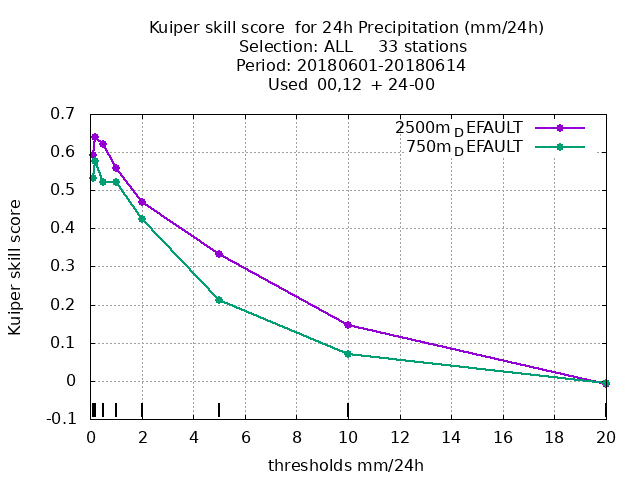 Kuiper skill score  for 24h Precipitation (mm/24h)
Selection: ALL     33 stations
Period: 20180601-20180614
Used  00,12  + 24-00
0.7
0.6
0.5
0.4
0.3
0.2
0.1
0
-0.1
Kuiper skill score
2500m_DEFAULT
750m_DEFAULT
0 2 4 6 8 10 12 14 16 18 20
thresholds mm/24h